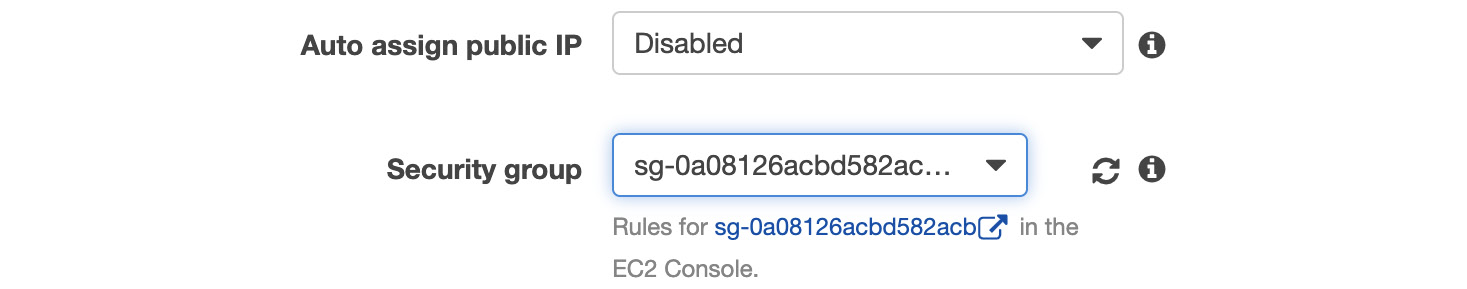 Auto assign public IP Disabled
Security group sg-0a08126acbd582ac...
Rules for sg-0a08126acbd582acb in the
EC2 Console.